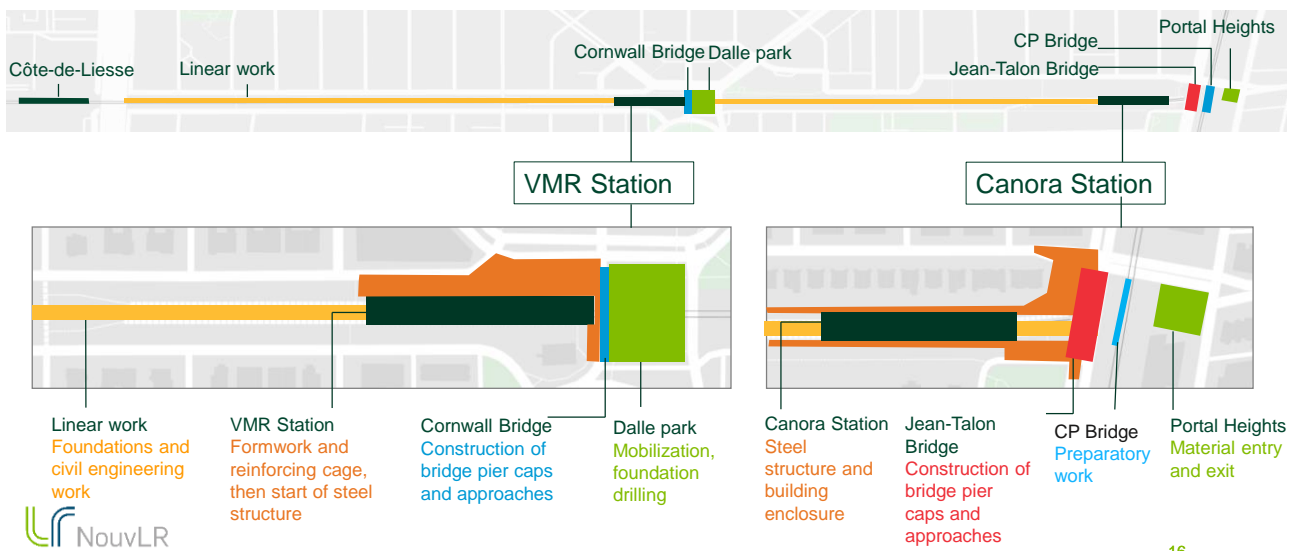 Portal Heights
CP Bridge
Cornwall Bridge Dalle park
Côte-de-Liesse
Linear work
Jean-Talon Bridge
VMR Station
Canora Station
Linear work
Foundations and
civil engineering
work
VMR Station
Formwork and
reinforcing cage,
then start of steel
structure
Cornwall Bridge
Construction of
bridge pier caps
and approaches
Dalle park
Mobilization,
foundation
drilling
Canora Station
Steel
structure and
building
enclosure
Jean-Talon
Bridge
Construction of
bridge pier
caps and
approaches
CP Bridge
Preparatory
work
Portal Heights
Material entry
and exit
NouvLR
16